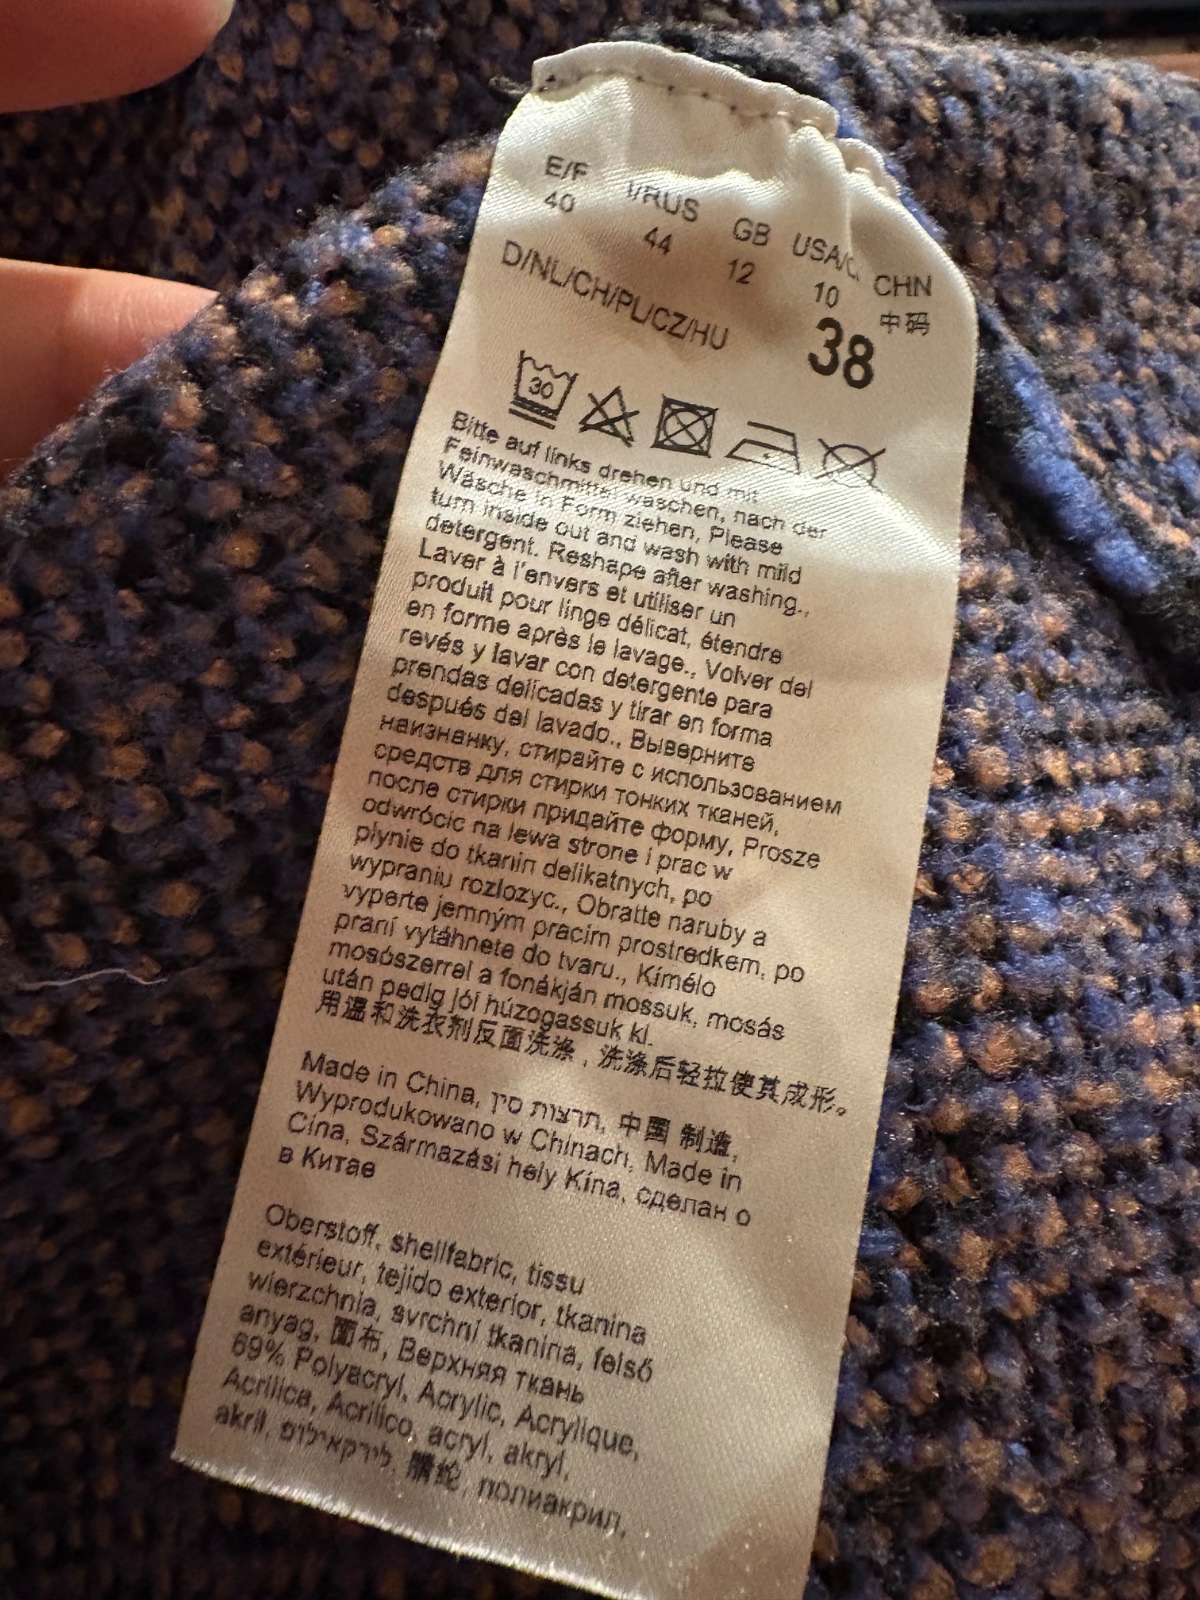 E/F I/RUS GB USA/C. CHN
40 44 12 10 中码
D/NL/CH/PL/CZ/HU 38
30
Bitte auf links drehen und mit
Feinwaschmittel waschen, nach der
Wäsche in Form ziehen, Please
turn inside out and wash with mild
detergent. Reshape after washing.,
Laver à l'envers et utiliser un
produit pour linge délicat, étendre
en forme après le lavage., Volver del
revés y lavar con detergente para
prendas delicadas y tirar en forma
después del lavado., Выверните
наизнанку, стирайте с использованием
средств для стирки тонких тканей,
после стирки придайте форму, Prosze
odwrócic na lewa strone i prac w
plynie do tkanin delikatnych, po
wypraniu rozlozyc., Obratte naruby a
vyperte jemným pracím prostredkem, po
praní vytáhnete do tvaru., Kímélo
mosószerrel a fonákján mossuk, mosás
után pedig jól húzogassuk ki.
用温和洗衣剂反面洗涤，洗涤后轻拉使其成形。
Made in China, תוצרת סין, 中国 制造,
Wyprodukowano w Chinach, Made in
Cina, Származási hely Kína, сделан о
в Китае
Oberstoff, shellfabric, tissu
extérieur, tejido exterior, tkanina
wierzchnia, svrchní tkanina, felső
anyag, 面布, Верхняя ткань
69% Polyacryl, Acrylic, Acrylique,
Acrilica, Acrilico, acryl, akryl,
akril, 腈纶, полиакрил,